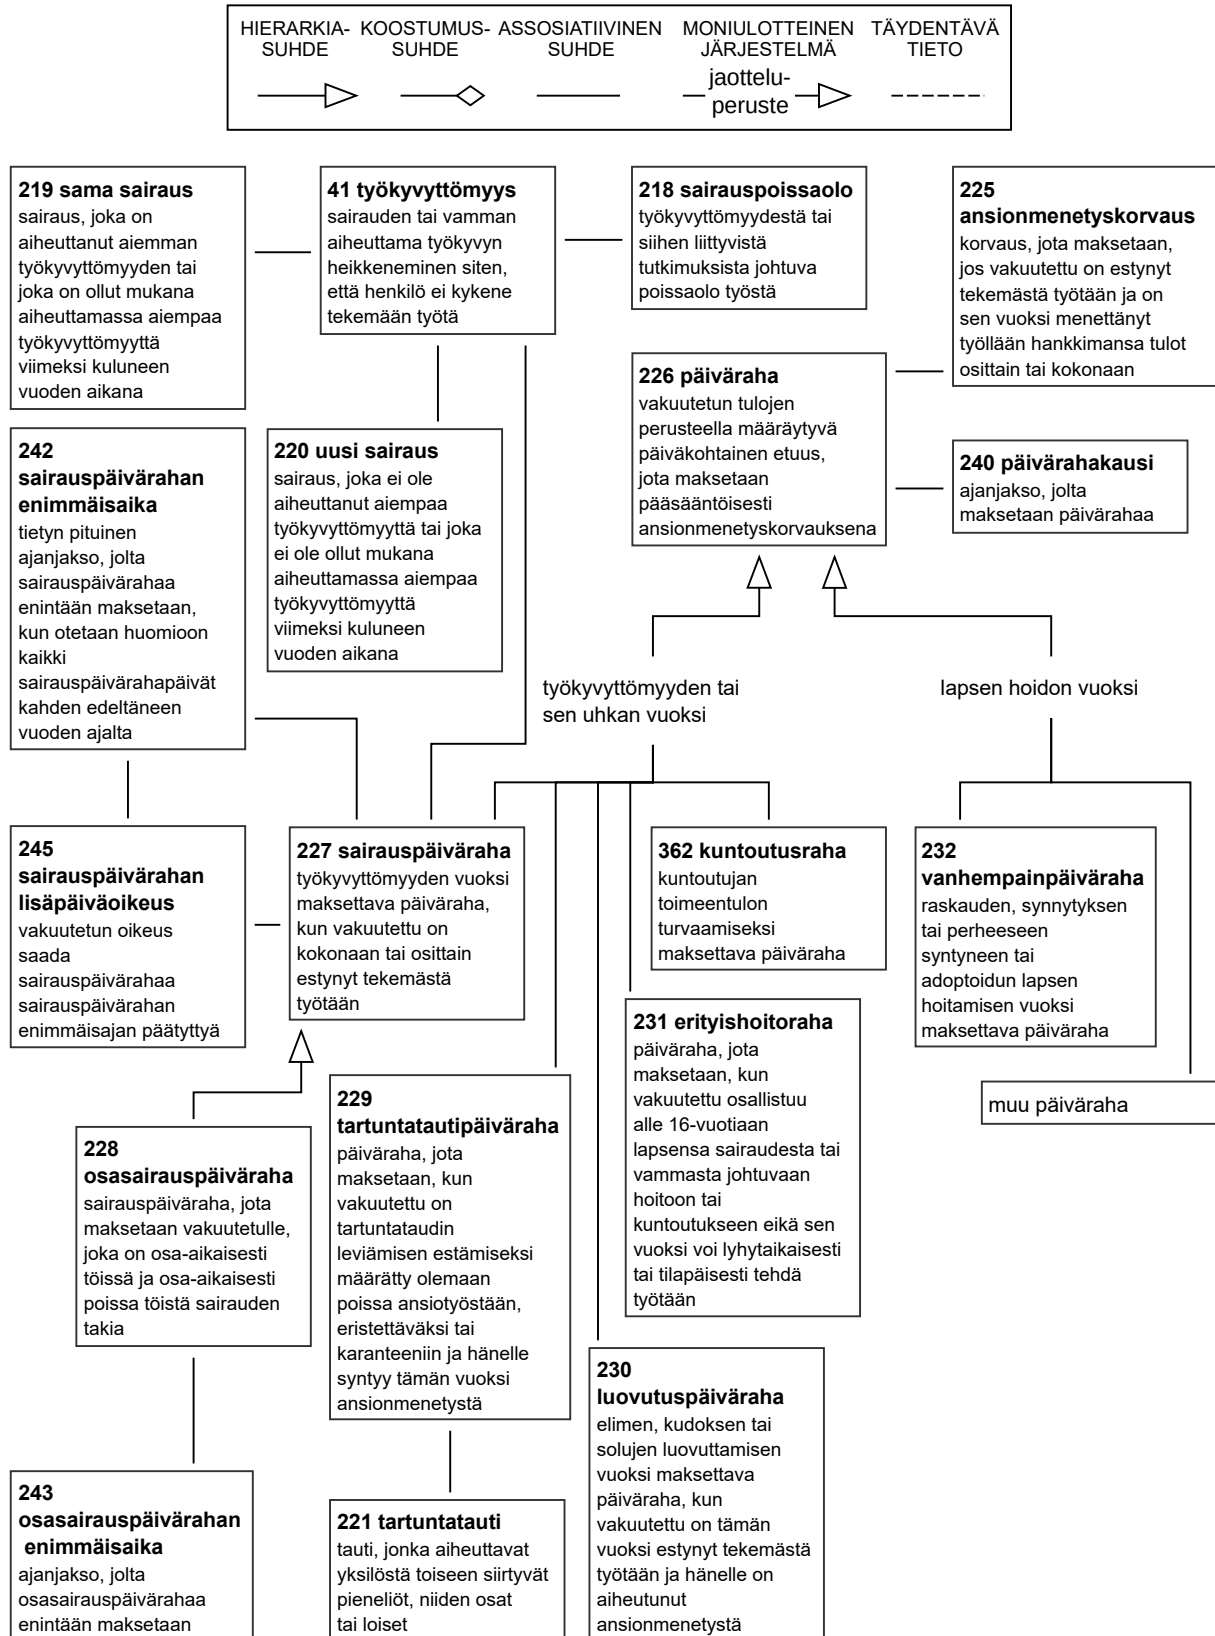 HIERARKIA-
SUHDE
KOOSTUMUS-
SUHDE
ASSOSIATIIVINEN
SUHDE
MONIULOTTEINEN
JÄRJESTELMÄ
jaottelu-
peruste
TÄYDENTÄVÄ
TIETO
219 sama sairaus
sairaus, joka on
aiheuttanut aiemman
työkyvyttömyyden tai
joka on ollut mukana
aiheuttamassa aiempaa
työkyvyttömyyttä
viimeksi kuluneen
vuoden aikana
41 työkyvyttömyys
sairauden tai vamman
aiheuttama työkyvyn
heikkeneminen siten,
että henkilö ei kykene
tekemään työtä
218 sairauspoissaolo
työkyvyttömyydestä tai
siihen liittyvistä
tutkimuksista johtuva
poissaolo työstä
225
ansionmenetyskorvaus
korvaus, jota maksetaan,
jos vakuutettu on estynyt
tekemästä työtään ja on
sen vuoksi menettänyt
työllään hankkimansa tulot
osittain tai kokonaan
226 päiväraha
vakuutetun tulojen
perusteella määräytyvä
päiväkohtainen etuus,
jota maksetaan
pääsääntöisesti
ansionmenetyskorvauksena
240 päivärahakausi
ajanjakso, jolta
maksetaan päivärahaa
242
sairauspäivärahan
enimmäisaika
tietyn pituinen
ajanjakso, jolta
sairauspäivärahaa
enintään maksetaan,
kun otetaan huomioon
kaikki
sairauspäivärahapäivät
kahden edeltäneen
vuoden ajalta
220 uusi sairaus
sairaus, joka ei ole
aiheuttanut aiempaa
työkyvyttömyyttä tai joka
ei ole ollut mukana
aiheuttamassa aiempaa
työkyvyttömyyttä
viimeksi kuluneen
vuoden aikana
työkyvyttömyyden tai
sen uhkan vuoksi
lapsen hoidon vuoksi
245
sairauspäivärahan
lisäpäiväoikeus
vakuutetun oikeus
saada
sairauspäivärahaa
sairauspäivärahan
enimmäisajan päätyttyä
227 sairauspäiväraha
työkyvyttömyyden vuoksi
maksettava päiväraha,
kun vakuutettu on
kokonaan tai osittain
estynyt tekemästä
työtään
362 kuntoutusraha
kuntoutujan
toimeentulon
turvaamiseksi
maksettava päiväraha
232
vanhempainpäiväraha
raskauden, synnytyksen
tai perheeseen
syntyneen tai
adoptoidun lapsen
hoitamisen vuoksi
maksettava päiväraha
231 erityishoitoraha
päiväraha, jota
maksetaan, kun
vakuutettu osallistuu
alle 16-vuotiaan
lapsensa sairaudesta tai
vammasta johtuvaan
hoitoon tai
kuntoutukseen eikä sen
vuoksi voi lyhytaikaisesti
tai tilapäisesti tehdä
työtään
muu päiväraha
229
tartuntatautipäiväraha
päiväraha, jota
maksetaan, kun
vakuutettu on
tartuntataudin
leviämisen estämiseksi
määrätty olemaan
poissa ansiotyöstään,
eristettäväksi tai
karanteeniin ja hänelle
syntyy tämän vuoksi
ansionmenetystä
228
osasairauspäiväraha
sairauspäiväraha, jota
maksetaan vakuutetulle,
joka on osa-aikaisesti
töissä ja osa-aikaisesti
poissa töistä sairauden
takia
230
luovutuspäiväraha
elimen, kudoksen tai
solujen luovuttamisen
vuoksi maksettava
päiväraha, kun
vakuutettu on tämän
vuoksi estynyt tekemästä
työtään ja hänelle on
aiheutunut
ansionmenetystä
243
osasairauspäivärahan
enimmäisaika
ajanjakso, jolta
osasairauspäivärahaa
enintään maksetaan
221 tartuntatauti
tauti, jonka aiheuttavat
yksilöstä toiseen siirtyvät
pieneliöt, niiden osat
tai loiset